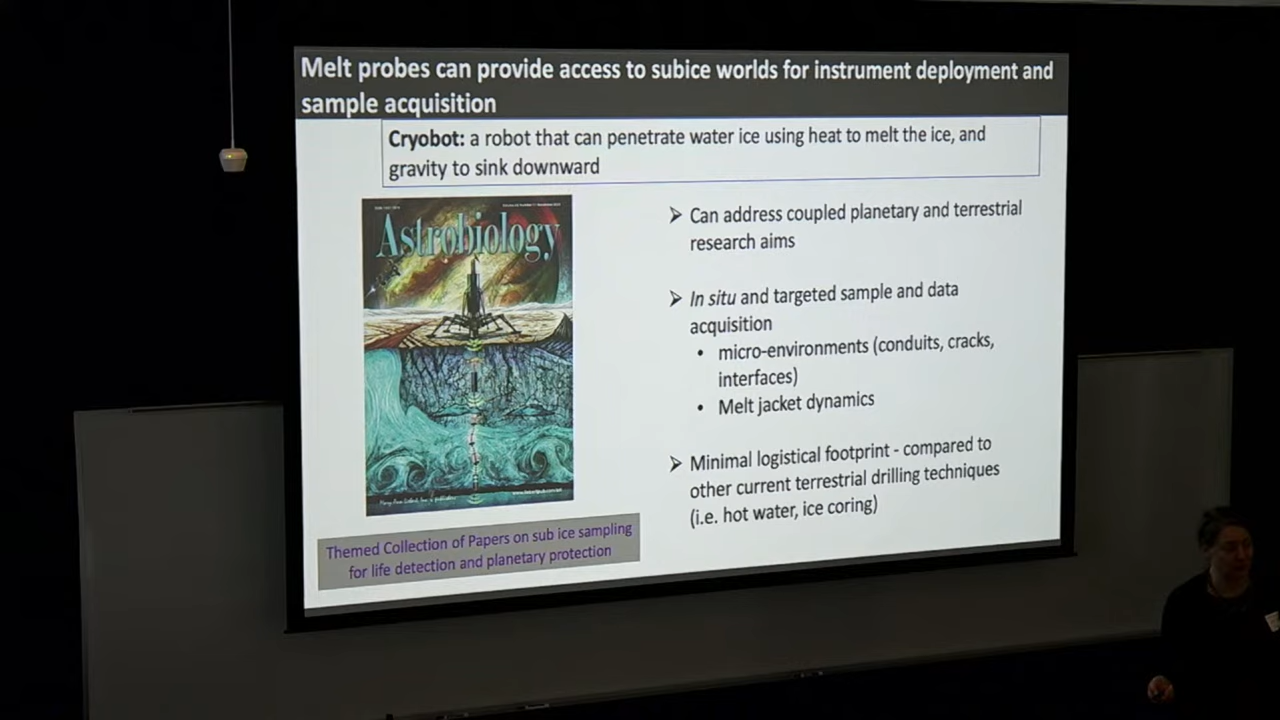 Melt probes can provide access to subice worlds for instrument deployment and
sample acquisition
Cryobot: a robot that can penetrate water ice using heat to melt the ice, and
gravity to sink downward
Astrobiology
www.liebertpub.com/ast
➤ Can address coupled planetary and terrestrial
research aims
➤ In situ and targeted sample and data
acquisition
• micro-environments (conduits, cracks,
interfaces)
• Melt jacket dynamics
➤ Minimal logistical footprint - compared to
other current terrestrial drilling techniques
(i.e. hot water, ice coring)
Themed Collection of Papers on sub ice sampling
for life detection and planetary protection